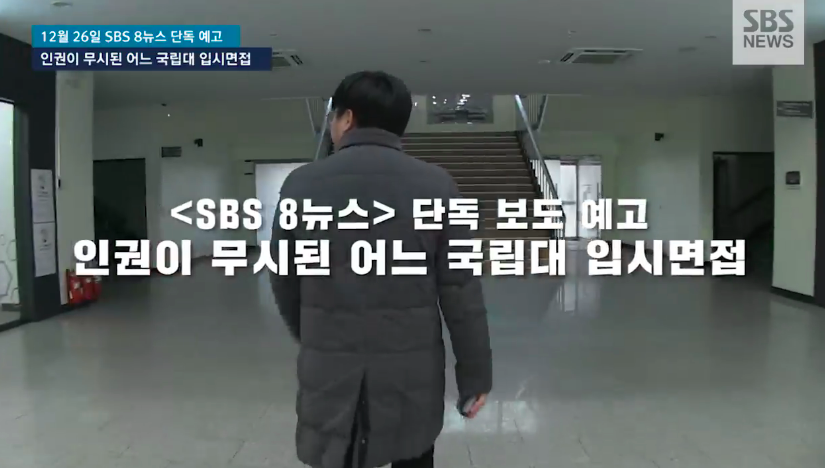 12월 26일 SBS 8뉴스 단독 예고
인권이 무시된 어느 국립대 입시면접
SBS
NEWS
<SBS 8뉴스> 단독 보도 예고
인권이 무시된 어느 국립대 입시면접